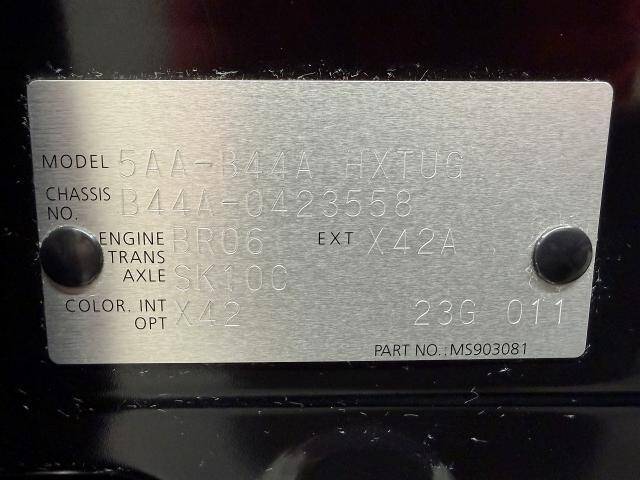 MODEL 5AA-B44A HXTUG
CHASSIS NO. B44A-0423558
ENGINE BR06 EXT X42A
TRANS AXLE SK10C
COLOR. INT OPT X42 23G 011
PART NO.:MS903081